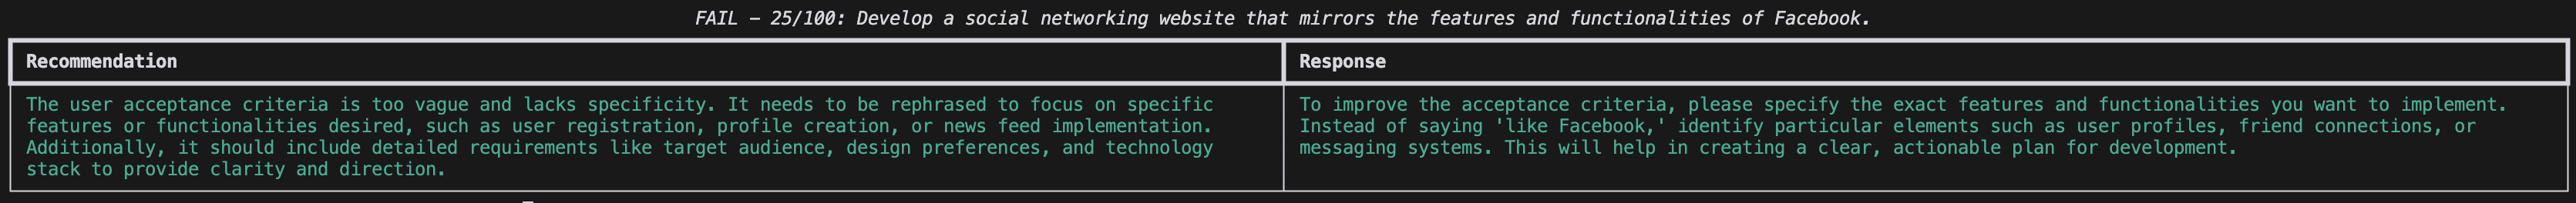 FAIL – 25/100: Develop a social networking website that mirrors the features and functionalities of Facebook.
Recommendation
Response
The user acceptance criteria is too vague and lacks specificity. It needs to be rephrased to focus on specific
features or functionalities desired, such as user registration, profile creation, or news feed implementation.
Additionally, it should include detailed requirements like target audience, design preferences, and technology
stack to provide clarity and direction.
To improve the acceptance criteria, please specify the exact features and functionalities you want to implement.
Instead of saying 'like Facebook,' identify particular elements such as user profiles, friend connections, or
messaging systems. This will help in creating a clear, actionable plan for development.